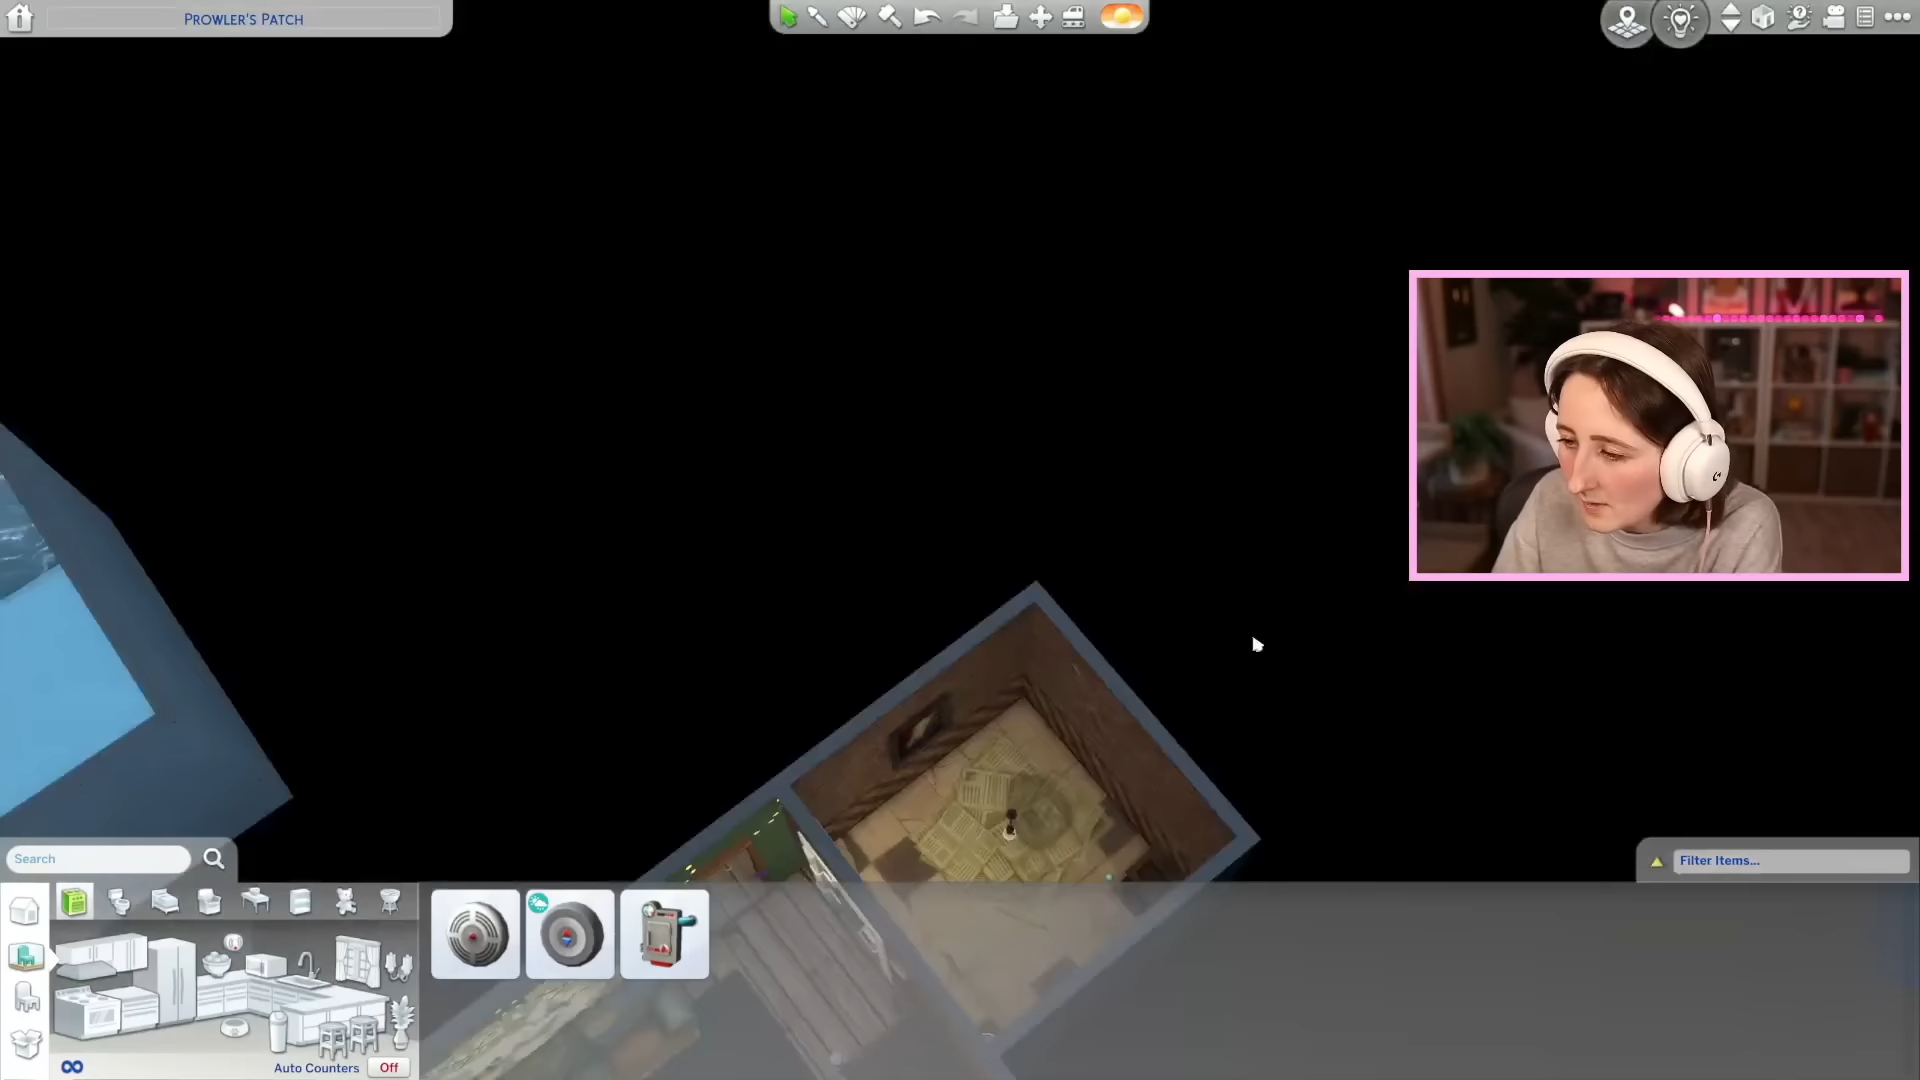 PROWLER'S PATCH
Search
Filter Items...
Auto Counters
Off